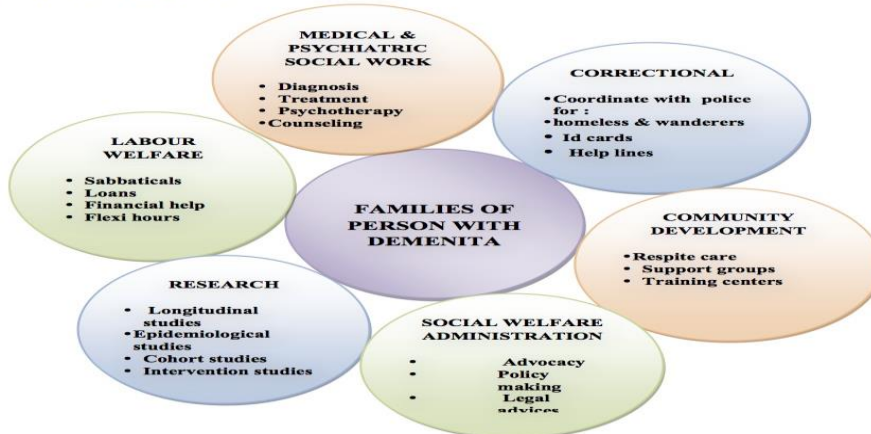 MEDICAL &
PSYCHIATRIC
SOCIAL WORK
• Diagnosis
• Treatment
• Psychotherapy
•Counseling
CORRECTIONAL
•Coordinate with police
for :
•homeless & wanderers
• Id cards
• Help lines
LABOUR
WELFARE
• Sabbaticals
• Loans
• Financial help
• Flexi hours
FAMILIES OF
PERSON WITH
DEMENITA
COMMUNITY
DEVELOPMENT
•Respite care
• Support groups
• Training centers
RESEARCH
• Longitudinal
studies
•Epidemiological
studies
• Cohort studies
• Intervention studies
SOCIAL WELFARE
ADMINISTRATION
• Advocacy
• Policy
making
• Legal
advices